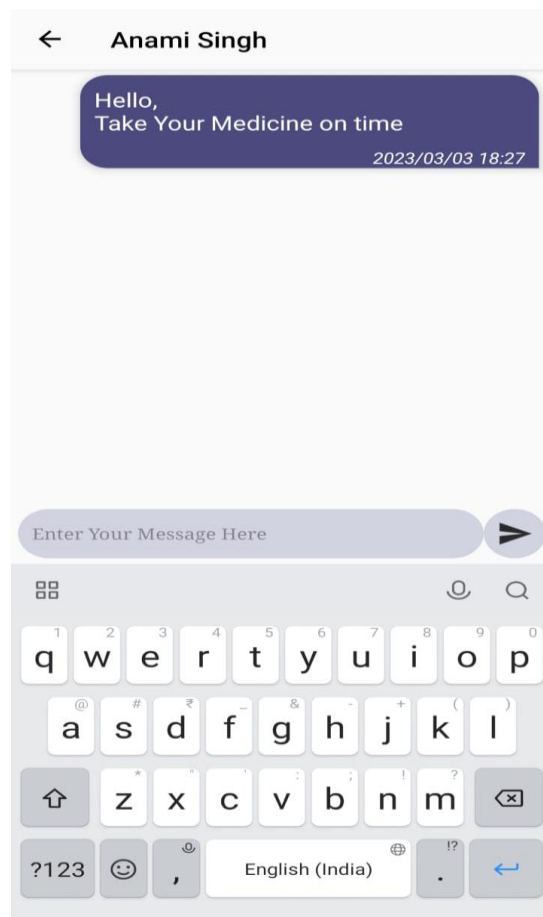 Anami Singh
Hello,
Take Your Medicine on time
2023/03/03 18:27
Enter Your Message Here
1 2 3 4 5 6 7 8 9 0
q w e r t y u i o p
@ # ₹ _ & - + ( )
a s d f g h j k l
* " ' : ; ! ?
z x c v b n m
!?
?123 , English (India) .